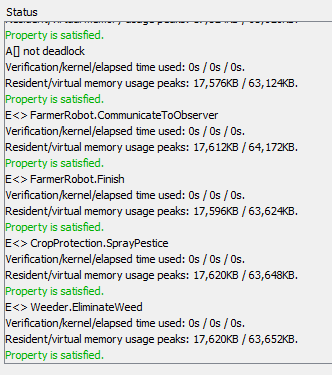 Status
Property is satisfied.
A[] not deadlock
Verification/kernel/elapsed time used: 0s / 0s / 0s.
Resident/virtual memory usage peaks: 17,576KB / 63,124KB.
Property is satisfied.
E<> FarmerRobot.CommunicateToObserver
Verification/kernel/elapsed time used: 0s / 0s / 0s.
Resident/virtual memory usage peaks: 17,612KB / 64,172KB.
Property is satisfied.
E<> FarmerRobot.Finish
Verification/kernel/elapsed time used: 0s / 0s / 0s.
Resident/virtual memory usage peaks: 17,596KB / 63,624KB.
Property is satisfied.
E<> CropProtection.SprayPestice
Verification/kernel/elapsed time used: 0s / 0s / 0s.
Resident/virtual memory usage peaks: 17,620KB / 63,648KB.
Property is satisfied.
E<> Weeder.EliminateWeed
Verification/kernel/elapsed time used: 0s / 0s / 0s.
Resident/virtual memory usage peaks: 17,620KB / 63,652KB.
Property is satisfied.